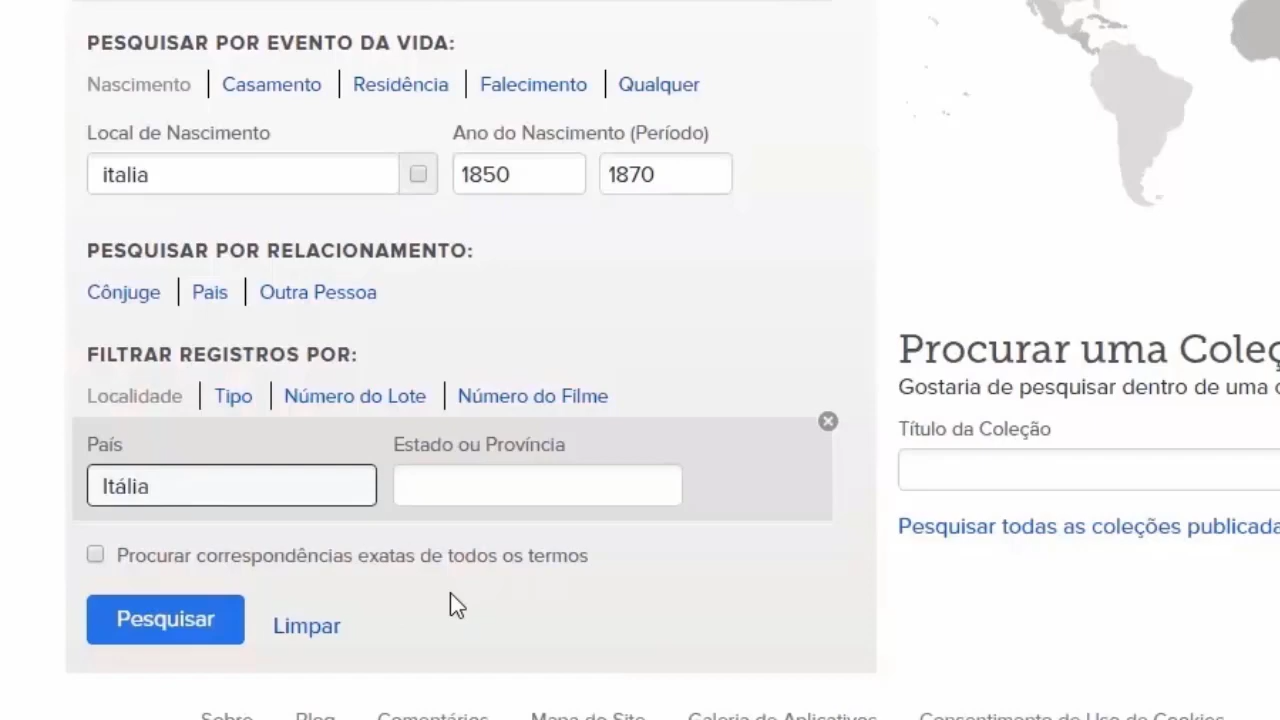 PESQUISAR POR EVENTO DA VIDA:
Nascimento Casamento Residência Falecimento Qualquer
Local de Nascimento Ano do Nascimento (Período)
italia 1850 1870
PESQUISAR POR RELACIONAMENTO:
Cônjuge Pais Outra Pessoa
FILTRAR REGISTROS POR:
Localidade Tipo Número do Lote Número do Filme
País Estado ou Província
Itália
Procurar correspondências exatas de todos os termos
Pesquisar Limpar
Procurar uma Coleç
Gostaria de pesquisar dentro de uma
Título da Coleção
Pesquisar todas as coleções publicada
Sobre Blog Comentários Mapa do Site Galeria de Aplicativos Consentimento de Uso de Cookies